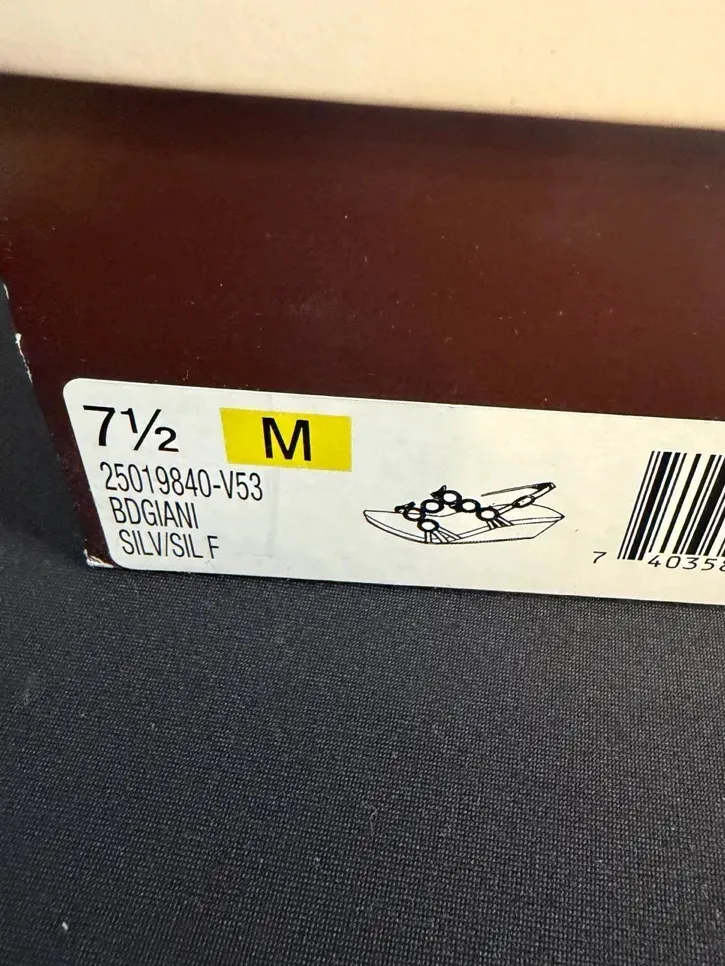 7½ M
25019840-V53
BDGIANI
SILV/SIL F
7 40358